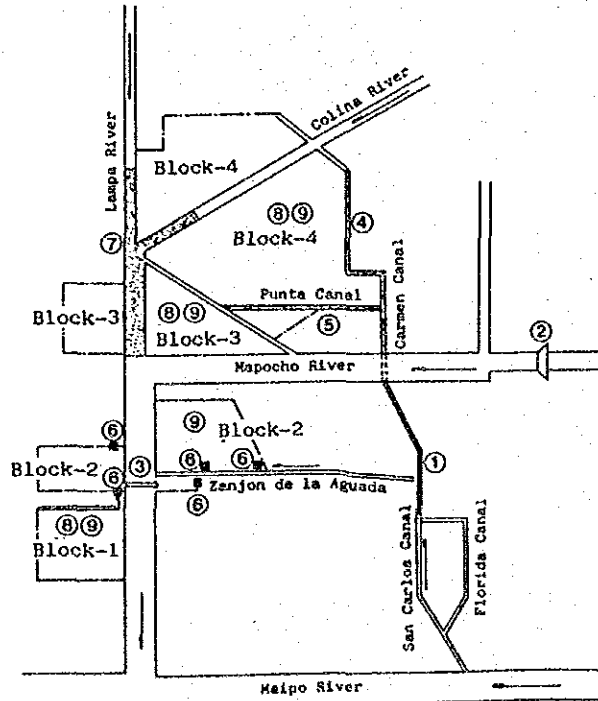 Colina River
Lampa River
Block-4
⑧⑨
Block-4
④
⑦
Carmen Canal
Punta Canal
⑤
②
Block-3
⑧⑨
Block-3
Mapocho River
⑨
Block-2
⑥
⑥
⑥
①
Block-2
⑥
③
Zanjon de la Aguada
⑥
⑧⑨
Block-1
San Carlos Canal
Florida Canal
Maipo River